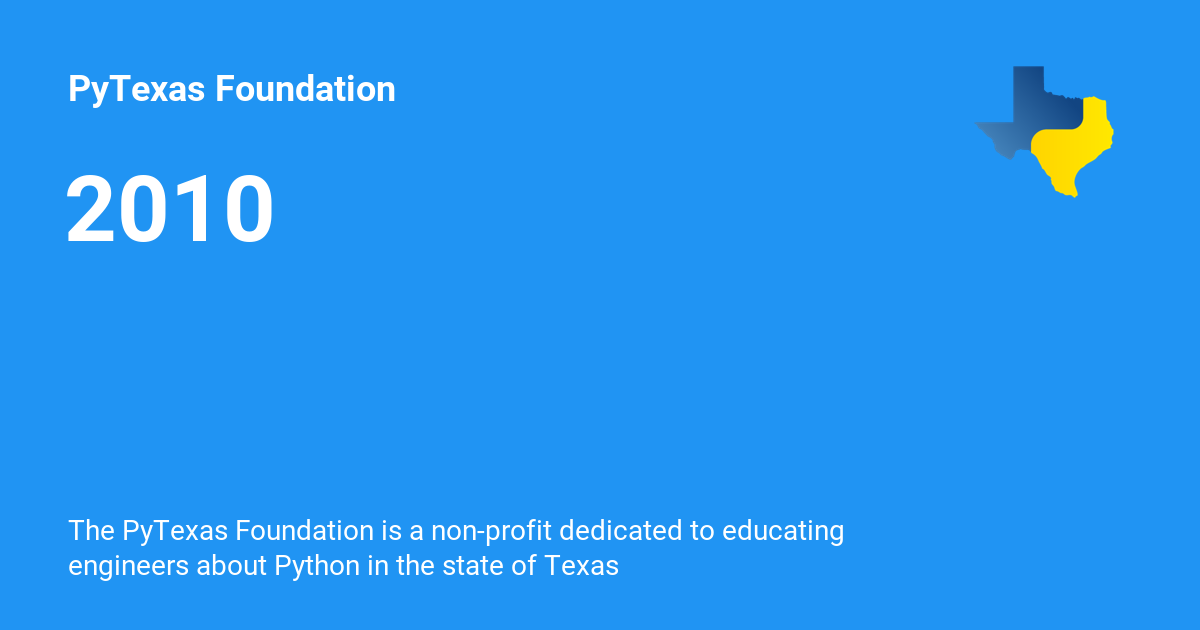 PyTexas Foundation
2010
The PyTexas Foundation is a non-profit dedicated to educating
engineers about Python in the state of Texas